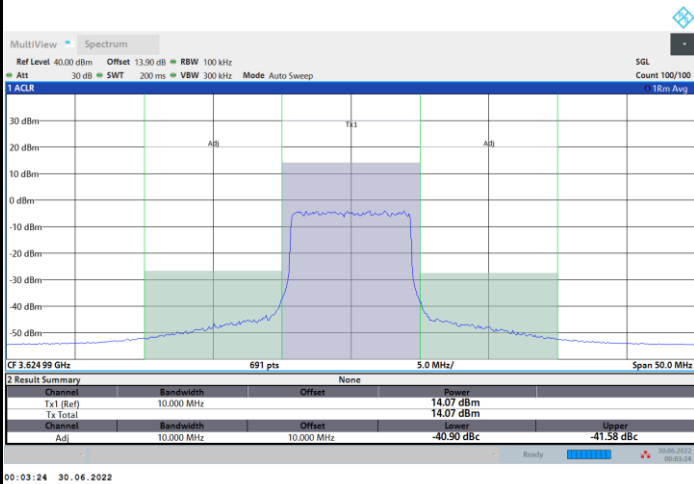 MultiView Spectrum
Ref Level 40.00 dBm Offset 13.90 dB RBW 100 kHz SGL
Att 30 dB SWT 200 ms VBW 300 kHz Mode Auto Sweep Count 100/100
1 ACLR 1Rm Avg
30 dBm
Tx1
20 dBm
Adj Adj
10 dBm
0 dBm
-10 dBm
-20 dBm
-30 dBm
-40 dBm
-50 dBm
CF 3.62499 GHz 691 pts 5.0 MHz/ Span 50.0 MHz
2 Result Summary None
Channel Bandwidth Offset Power
Tx1 (Ref) 10.000 MHz 14.07 dBm
Tx Total 14.07 dBm
Channel Bandwidth Offset Lower Upper
Adj 10.000 MHz 10.000 MHz -40.90 dBc -41.58 dBc
Ready 30.06.2022
00:03:24
00:03:24 30.06.2022